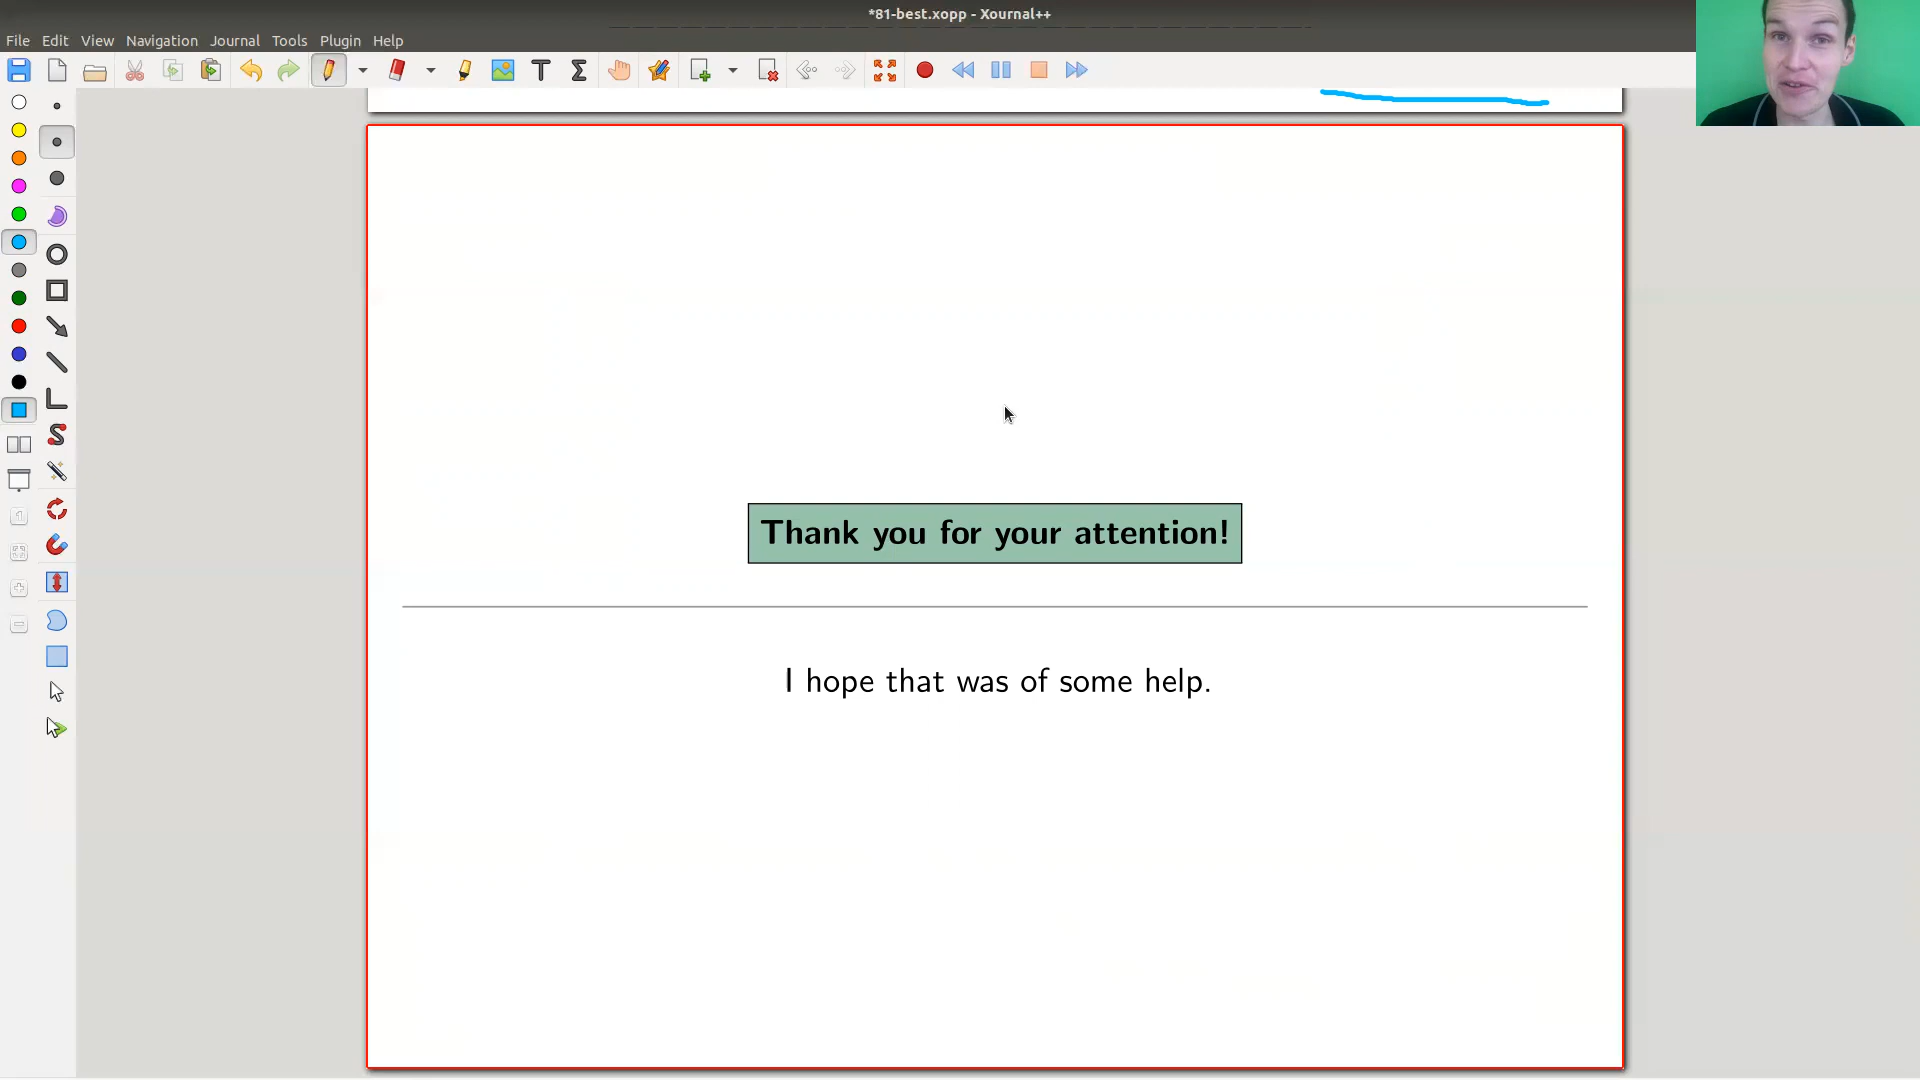 *81-best.xopp - Xournal++
File Edit View Navigation Journal Tools Plugin Help
Thank you for your attention!
I hope that was of some help.